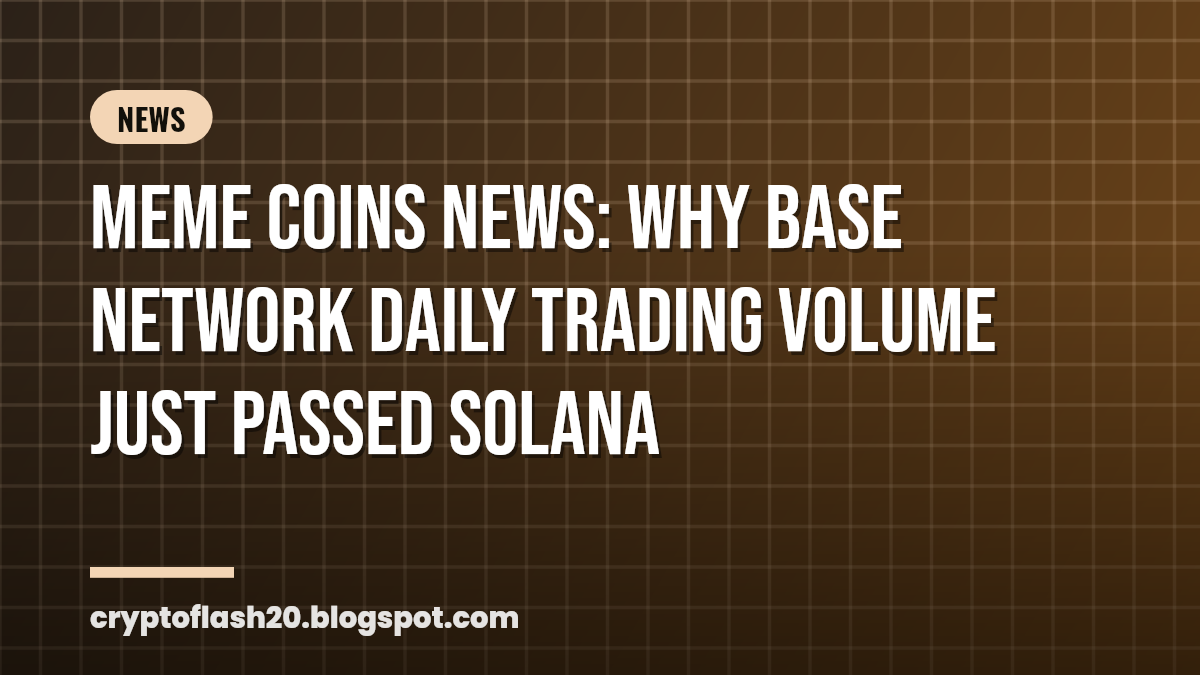 NEWS
MEME COINS NEWS: WHY BASE
NETWORK DAILY TRADING VOLUME
JUST PASSED SOLANA
cryptoflash20.blogspot.com